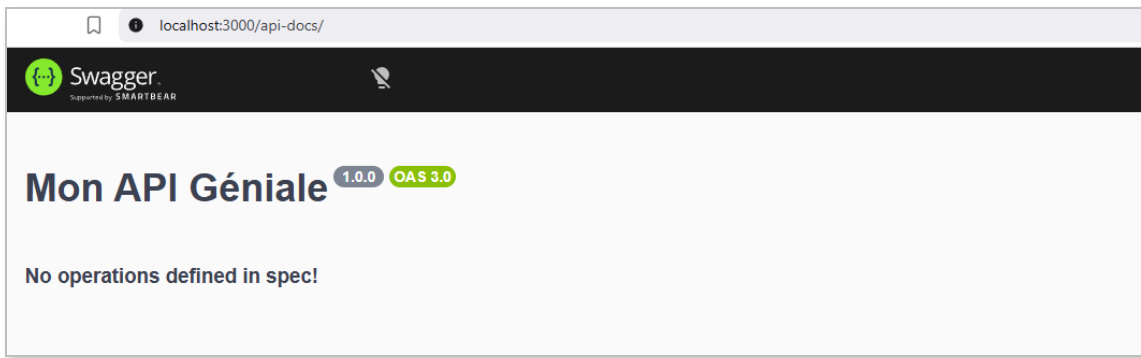 localhost:3000/api-docs/
{···} Swagger.
Supported by SMARTBEAR
Mon API Géniale 1.0.0 OAS 3.0
No operations defined in spec!